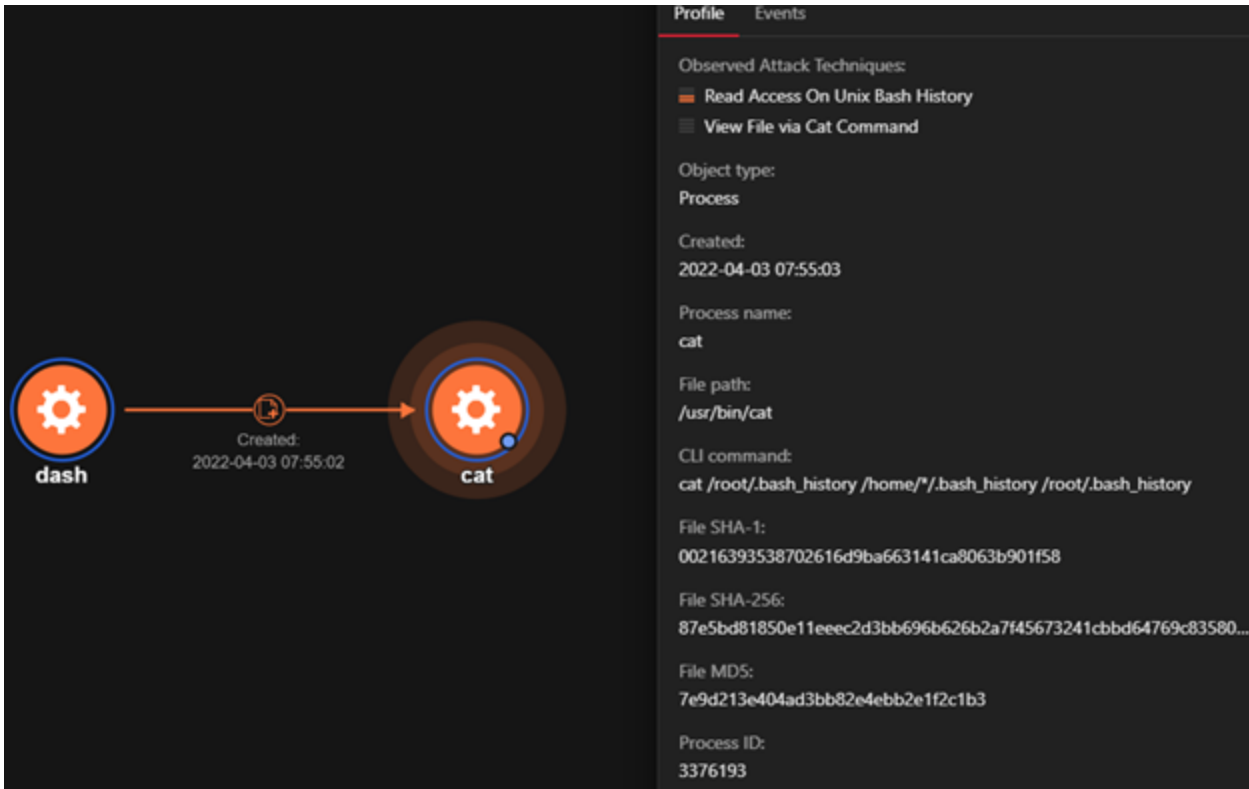 Profile Events
Observed Attack Techniques:
Read Access On Unix Bash History
View File via Cat Command
Object type:
Process
Created:
2022-04-03 07:55:03
Process name:
cat
File path:
/usr/bin/cat
CLI command:
cat /root/.bash_history /home/*/.bash_history /root/.bash_history
File SHA-1:
00216393538702616d9ba663141ca8063b901f58
File SHA-256:
87e5bd81850e11eeec2d3bb696b626b2a7f45673241cbbd64769c83580...
File MD5:
7e9d213e404ad3bb82e4ebb2e1f2c1b3
Process ID:
3376193
Created:
2022-04-03 07:55:02
dash
cat